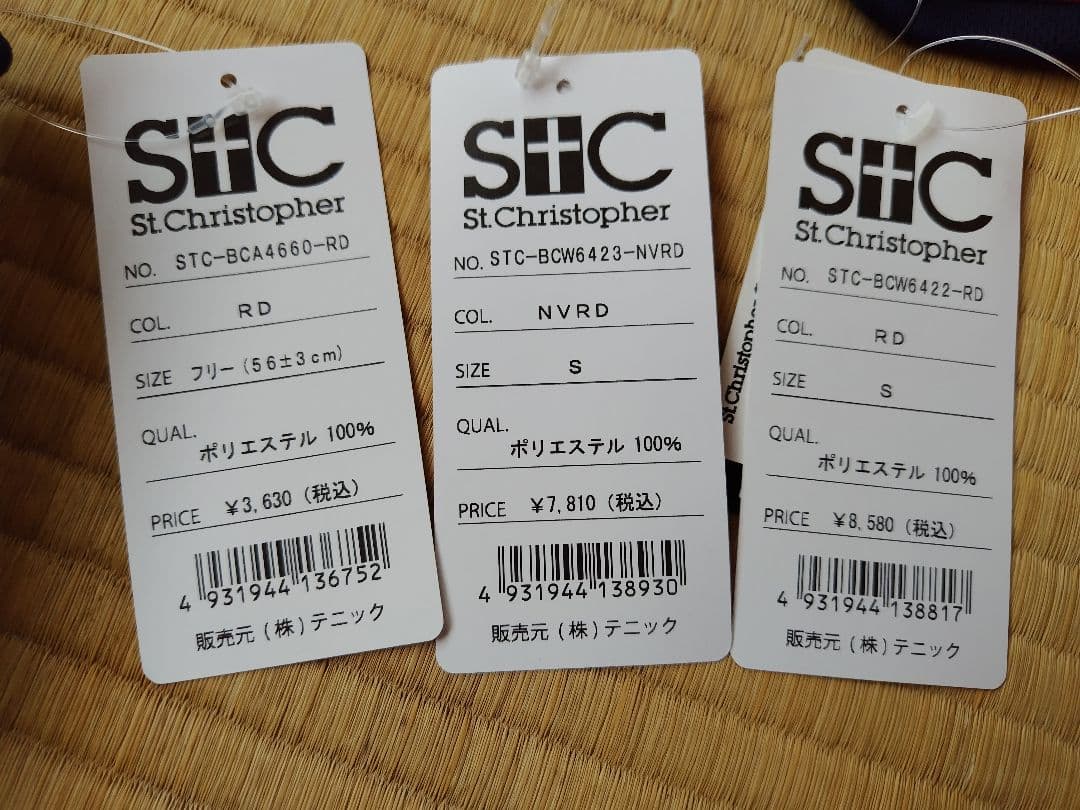 STC
St.Christopher
NO. STC-BCA4660-RD
COL. RD
SIZE フリー(56±3cm)
QUAL.
ポリエステル 100%
PRICE ¥3,630(税込)
4 931944 136752
販売元(株)テニック
STC
St.Christopher
NO. STC-BCW6423-NVRD
COL. NVRD
SIZE S
QUAL.
ポリエステル 100%
PRICE ¥7,810(税込)
4 931944 138930
販売元(株)テニック
St.Christopher
STC
St.Christopher
NO. STC-BCW6422-RD
COL. RD
SIZE S
QUAL.
ポリエステル 100%
PRICE ¥8,580(税込)
4 931944 138817
販売元(株)テニック